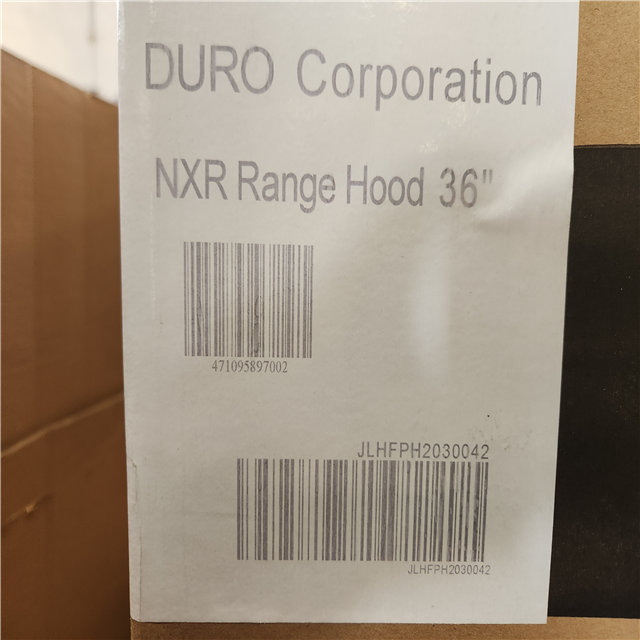 DURO Corporation
NXR Range Hood 36"
471095897002
JLHFPH2030042
JLHFPH2030042